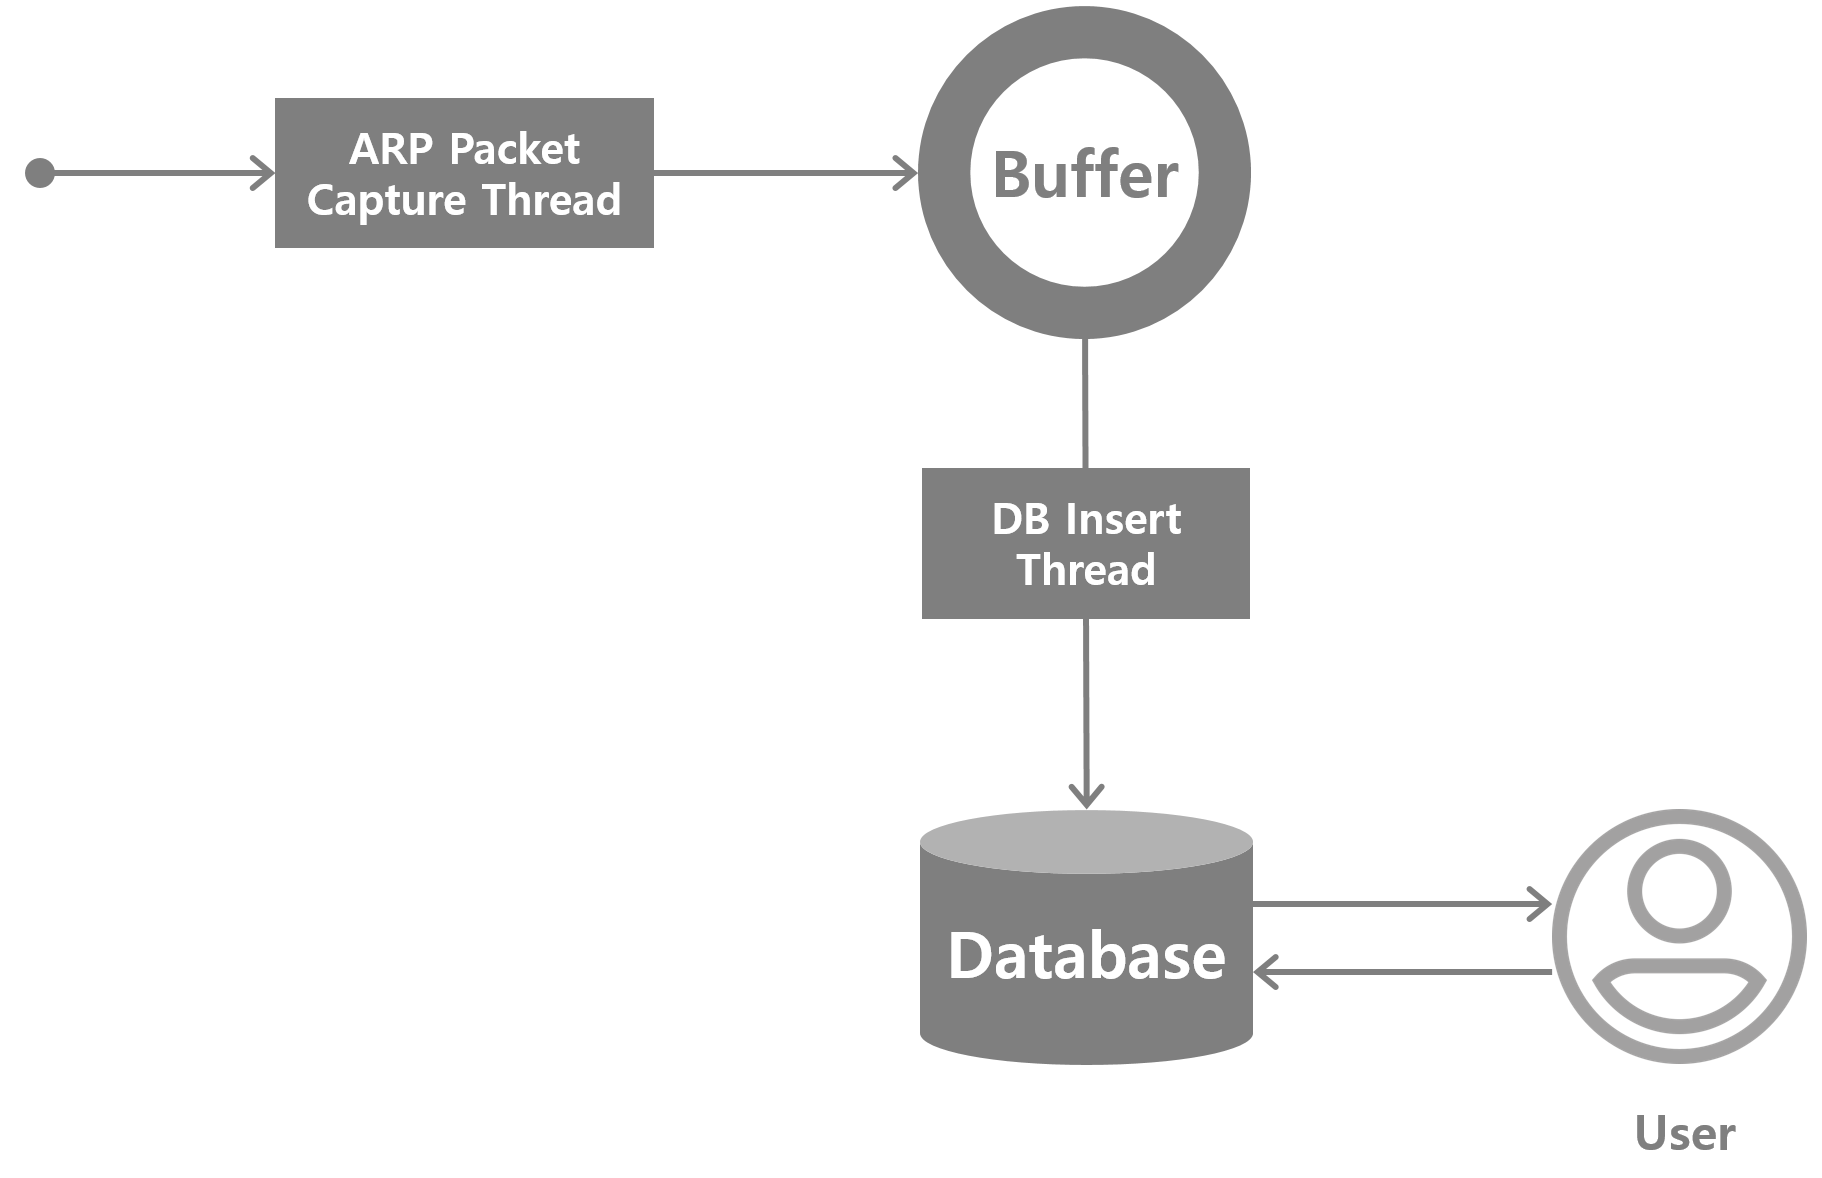 ARP Packet
Capture Thread
Buffer
DB Insert
Thread
Database
User